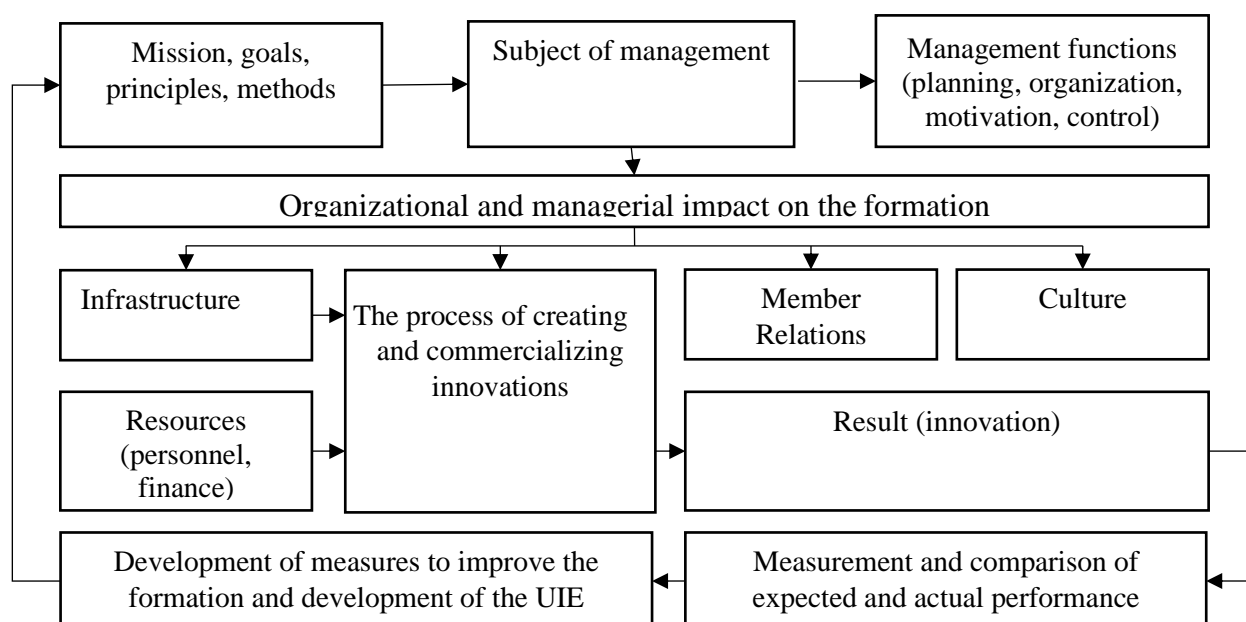 Mission, goals,
principles, methods
Subject of management
Management functions
(planning, organization,
motivation, control)
Organizational and managerial impact on the formation
Infrastructure
The process of creating
and commercializing
innovations
Member
Relations
Culture
Resources
(personnel,
finance)
Result (innovation)
Development of measures to improve the
formation and development of the UIE
Measurement and comparison of
expected and actual performance